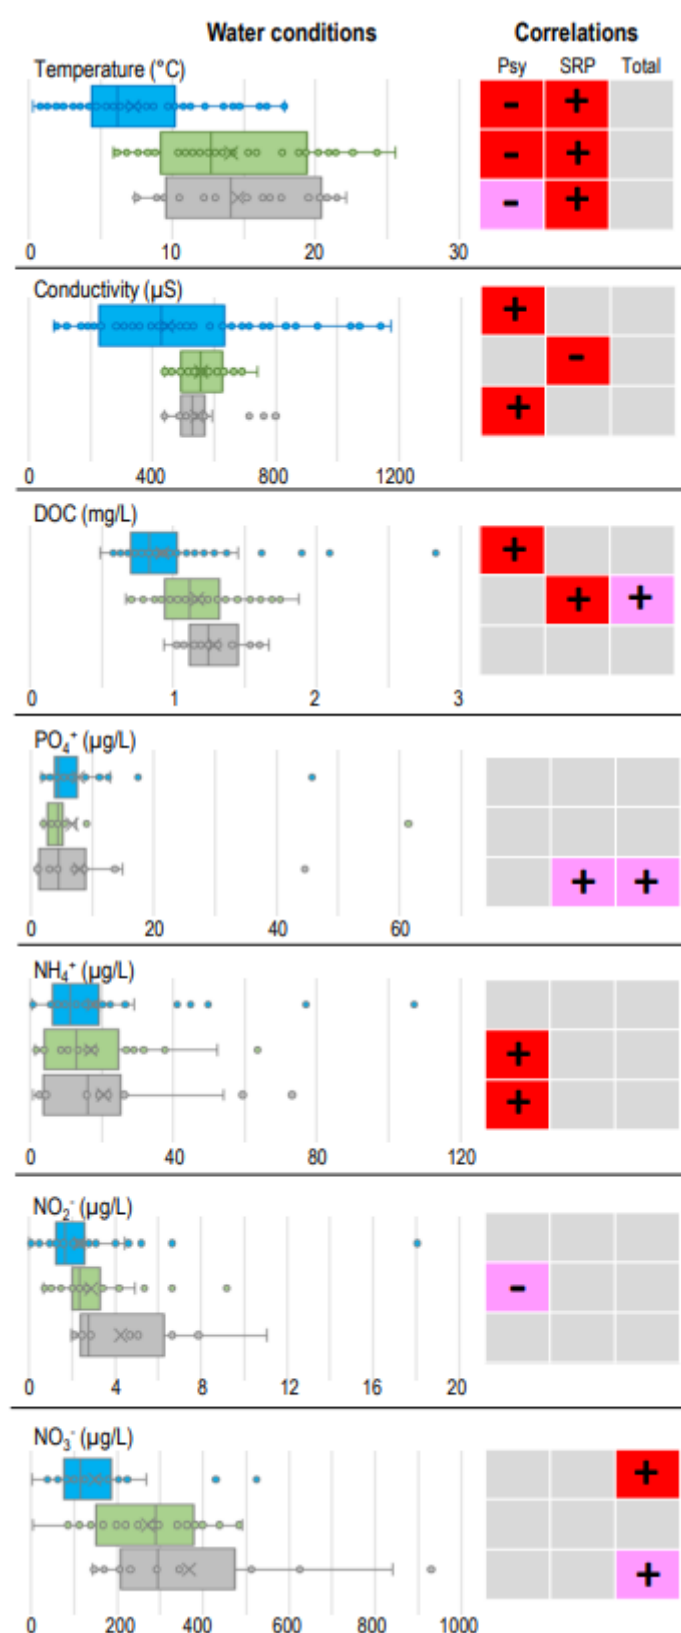 Water conditions Correlations
Temperature (°C) Psy SRP Total
- +
- +
- +
0 10 20 30
Conductivity (µS)
+
-
+
0 400 800 1200
DOC (mg/L)
+
+ +
0 1 2 3
PO₄⁺ (µg/L)
+ +
0 20 40 60
NH₄⁺ (µg/L)
+
+
0 40 80 120
NO₂⁻ (µg/L)
-
0 4 8 12 16 20
NO₃⁻ (µg/L)
+
+
0 200 400 600 800 1000